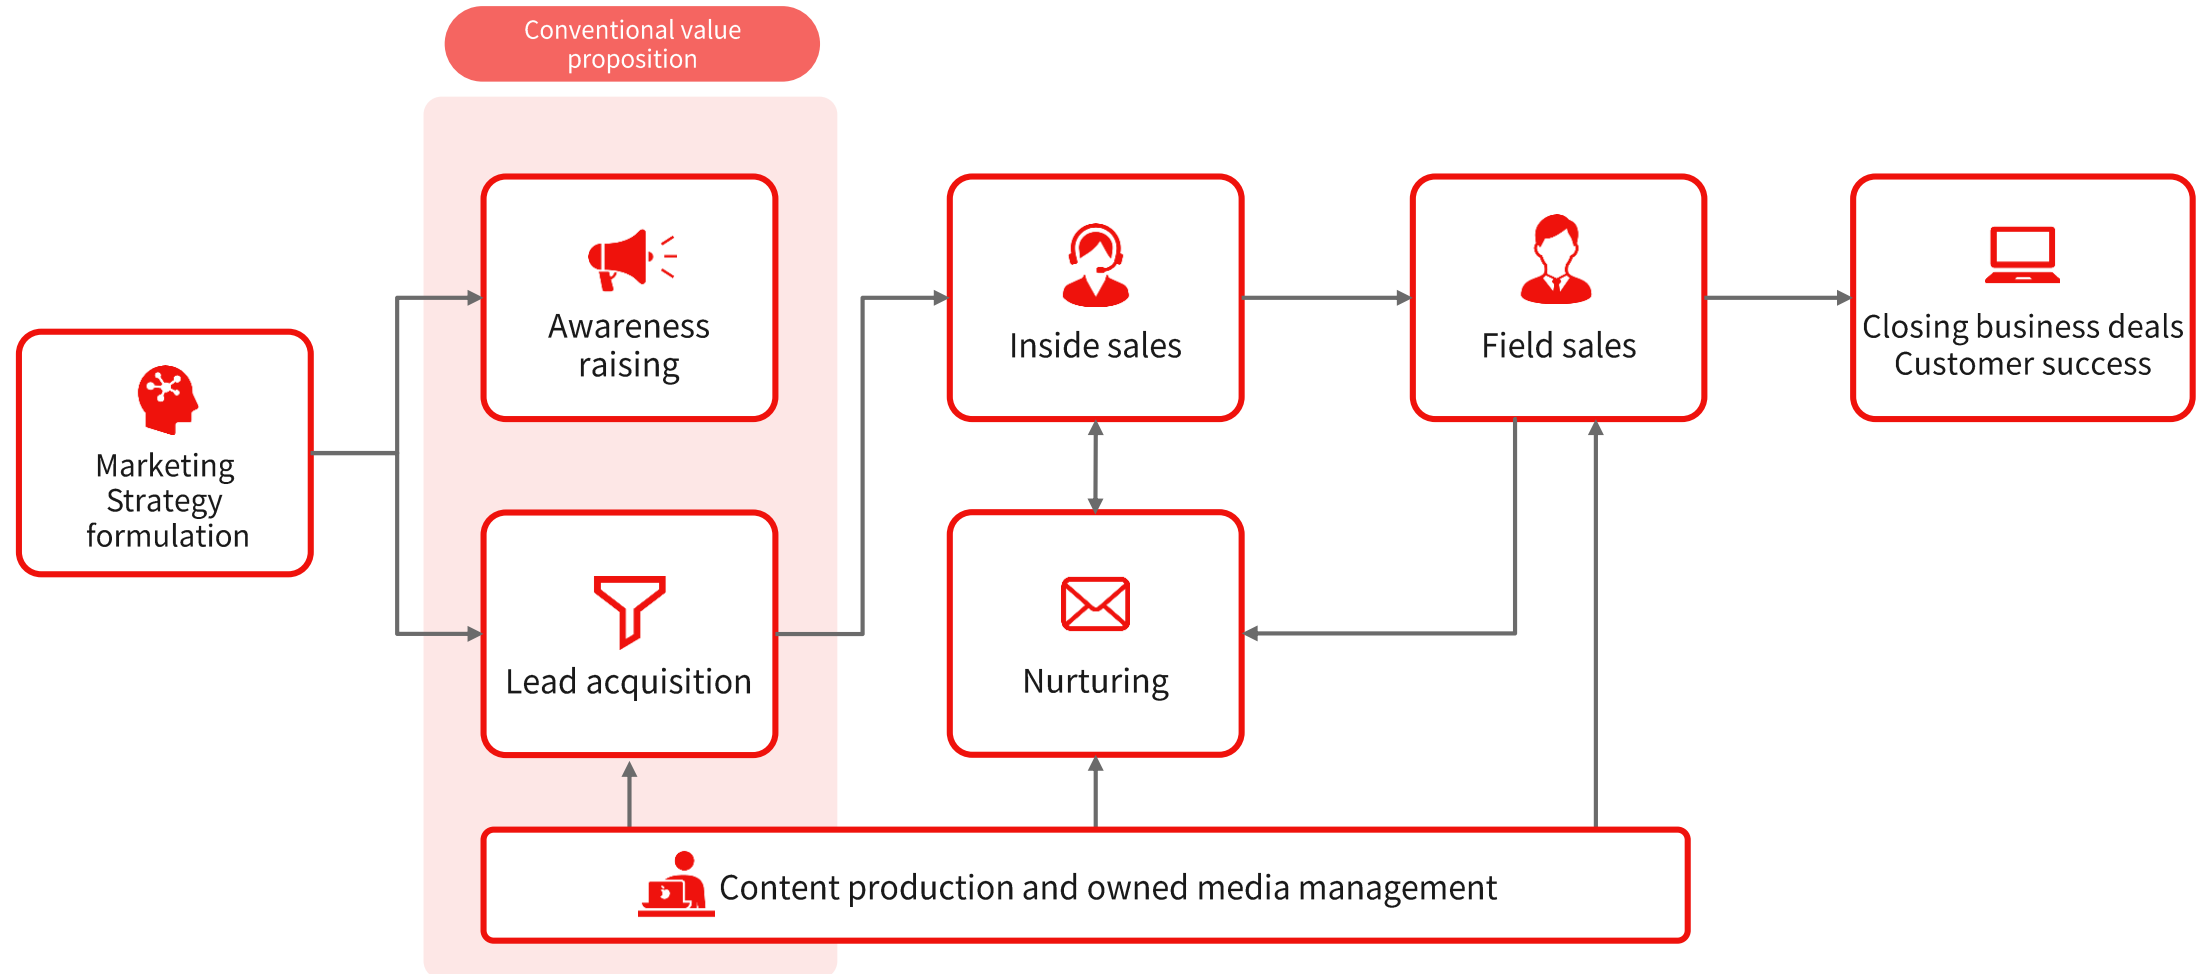 Conventional value
proposition
Marketing
Strategy
formulation
Awareness
raising
Lead acquisition
Inside sales
Nurturing
Field sales
Closing business deals
Customer success
Content production and owned media management